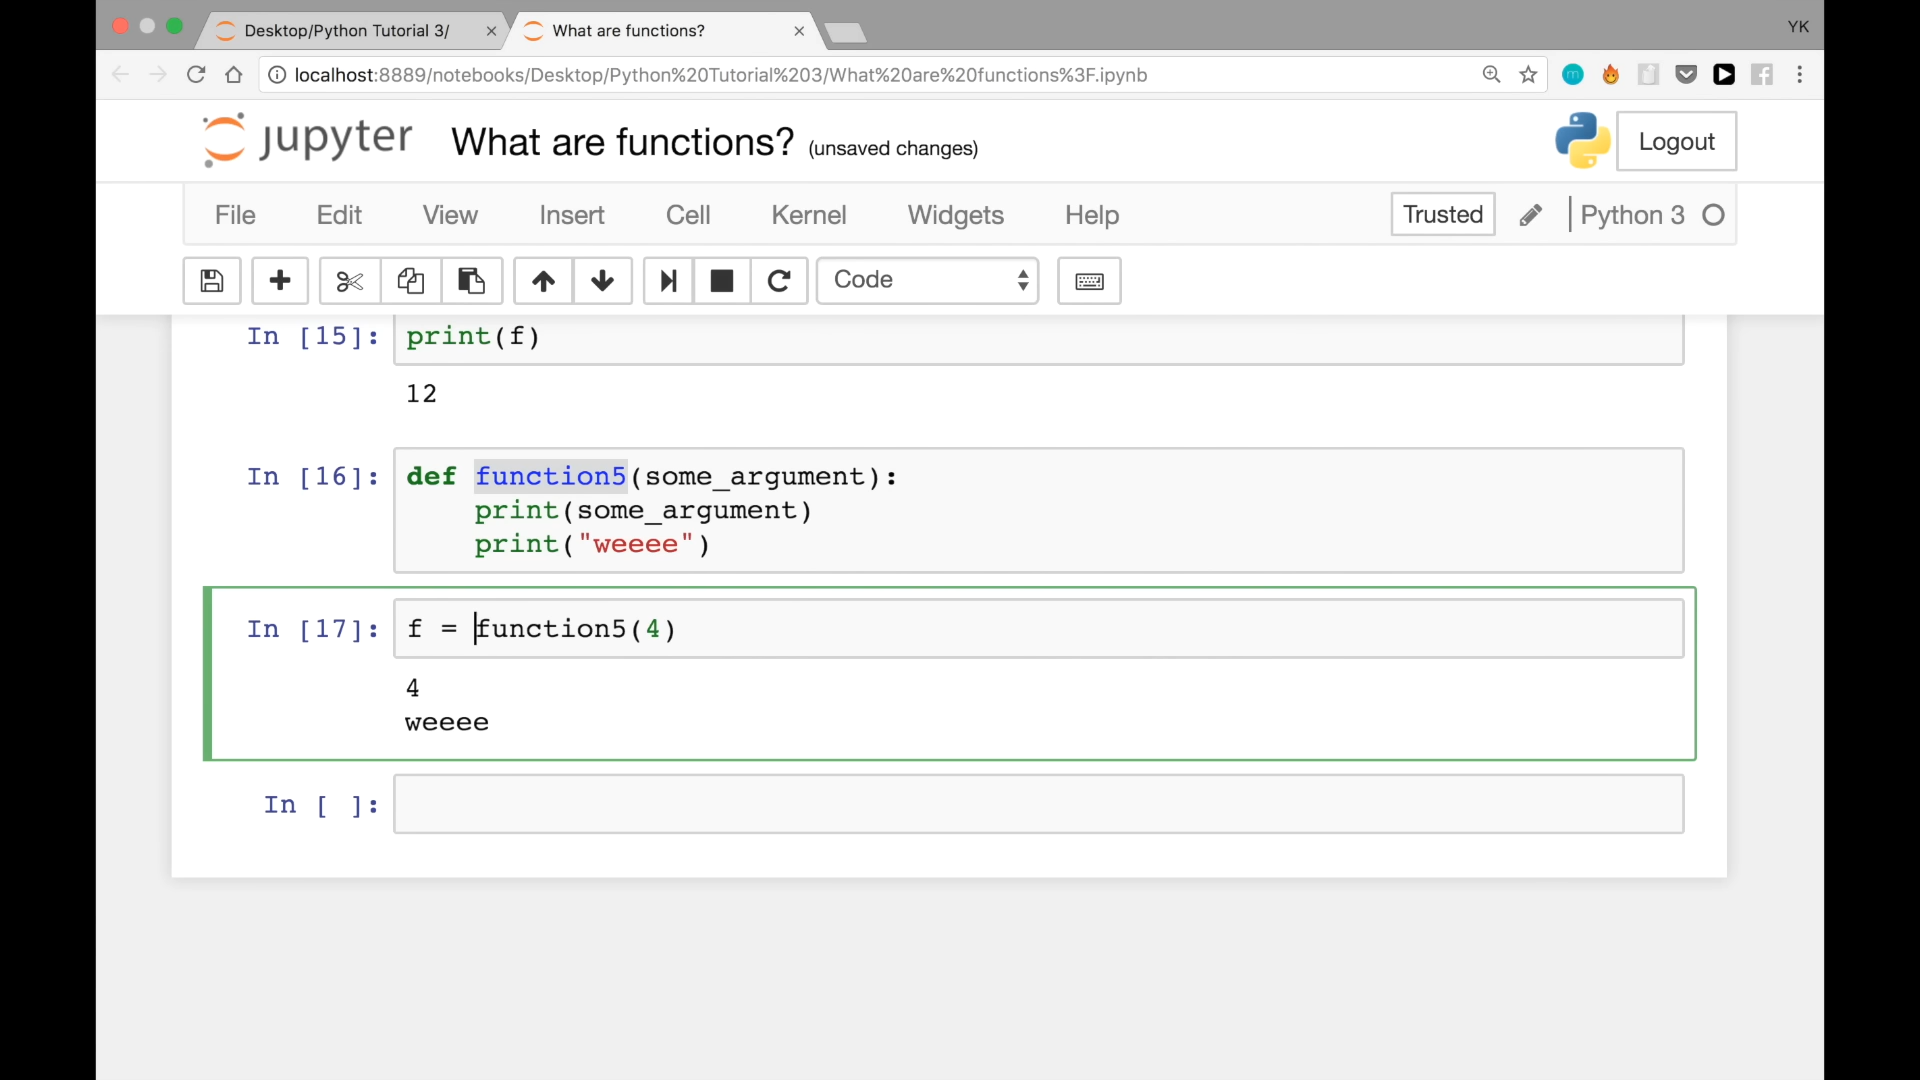 Desktop/Python Tutorial 3/ × What are functions? × YK
localhost:8889/notebooks/Desktop/Python%20Tutorial%203/What%20are%20functions%3F.ipynb
jupyter What are functions? (unsaved changes) Logout
File Edit View Insert Cell Kernel Widgets Help Trusted Python 3
Code
In [15]: print(f)
12
In [16]: def function5(some_argument):
print(some_argument)
print("weeee")
In [17]: f = function5(4)
4
weeee
In [ ]: